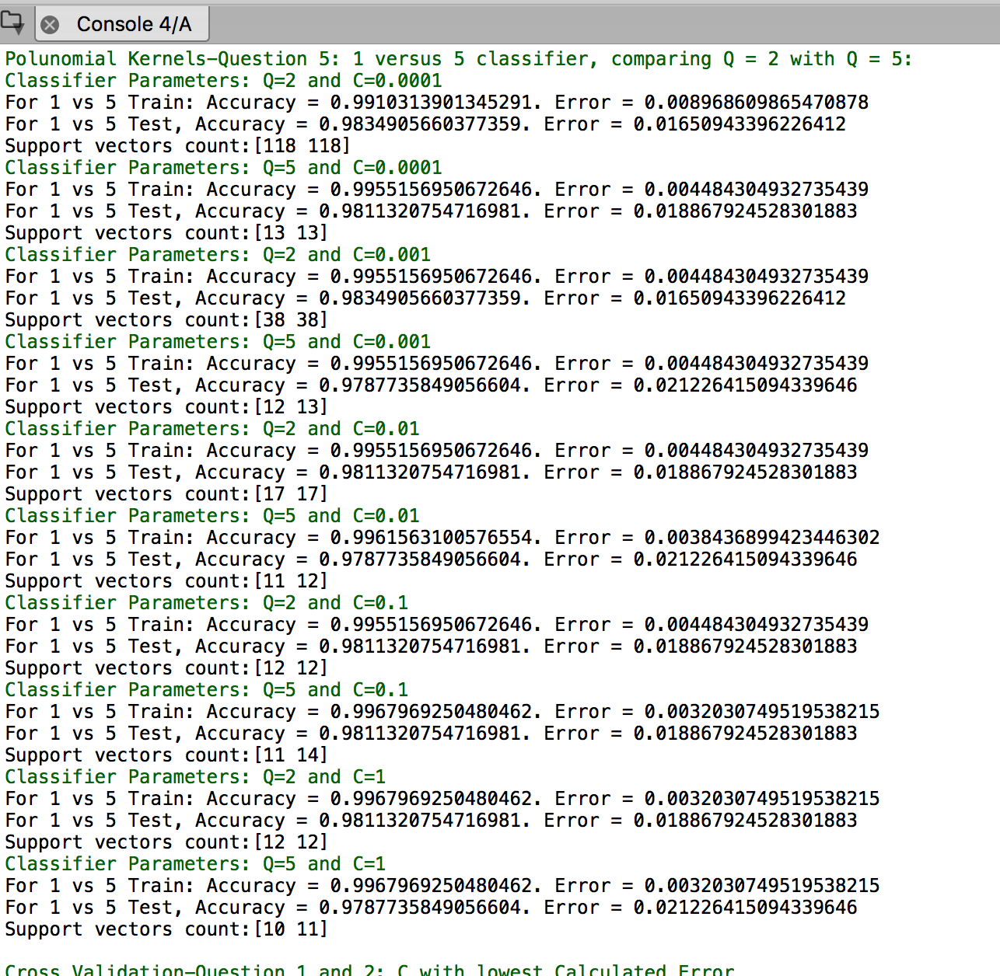 Console 4/A
Polunomial Kernels-Question 5: 1 versus 5 classifier, comparing Q = 2 with Q = 5:
Classifier Parameters: Q=2 and C=0.0001
For 1 vs 5 Train: Accuracy = 0.9910313901345291. Error = 0.008968609865470878
For 1 vs 5 Test, Accuracy = 0.9834905660377359. Error = 0.01650943396226412
Support vectors count:[118 118]
Classifier Parameters: Q=5 and C=0.0001
For 1 vs 5 Train: Accuracy = 0.9955156950672646. Error = 0.004484304932735439
For 1 vs 5 Test, Accuracy = 0.9811320754716981. Error = 0.018867924528301883
Support vectors count:[13 13]
Classifier Parameters: Q=2 and C=0.001
For 1 vs 5 Train: Accuracy = 0.9955156950672646. Error = 0.004484304932735439
For 1 vs 5 Test, Accuracy = 0.9834905660377359. Error = 0.01650943396226412
Support vectors count:[38 38]
Classifier Parameters: Q=5 and C=0.001
For 1 vs 5 Train: Accuracy = 0.9955156950672646. Error = 0.004484304932735439
For 1 vs 5 Test, Accuracy = 0.9787735849056604. Error = 0.021226415094339646
Support vectors count:[12 13]
Classifier Parameters: Q=2 and C=0.01
For 1 vs 5 Train: Accuracy = 0.9955156950672646. Error = 0.004484304932735439
For 1 vs 5 Test, Accuracy = 0.9811320754716981. Error = 0.018867924528301883
Support vectors count:[17 17]
Classifier Parameters: Q=5 and C=0.01
For 1 vs 5 Train: Accuracy = 0.9961563100576554. Error = 0.0038436899423446302
For 1 vs 5 Test, Accuracy = 0.9787735849056604. Error = 0.021226415094339646
Support vectors count:[11 12]
Classifier Parameters: Q=2 and C=0.1
For 1 vs 5 Train: Accuracy = 0.9955156950672646. Error = 0.004484304932735439
For 1 vs 5 Test, Accuracy = 0.9811320754716981. Error = 0.018867924528301883
Support vectors count:[12 12]
Classifier Parameters: Q=5 and C=0.1
For 1 vs 5 Train: Accuracy = 0.9967969250480462. Error = 0.0032030749519538215
For 1 vs 5 Test, Accuracy = 0.9811320754716981. Error = 0.018867924528301883
Support vectors count:[11 14]
Classifier Parameters: Q=2 and C=1
For 1 vs 5 Train: Accuracy = 0.9967969250480462. Error = 0.0032030749519538215
For 1 vs 5 Test, Accuracy = 0.9811320754716981. Error = 0.018867924528301883
Support vectors count:[12 12]
Classifier Parameters: Q=5 and C=1
For 1 vs 5 Train: Accuracy = 0.9967969250480462. Error = 0.0032030749519538215
For 1 vs 5 Test, Accuracy = 0.9787735849056604. Error = 0.021226415094339646
Support vectors count:[10 11]
Cross Validation-Question 1 and 2: C with lowest Calculated Error